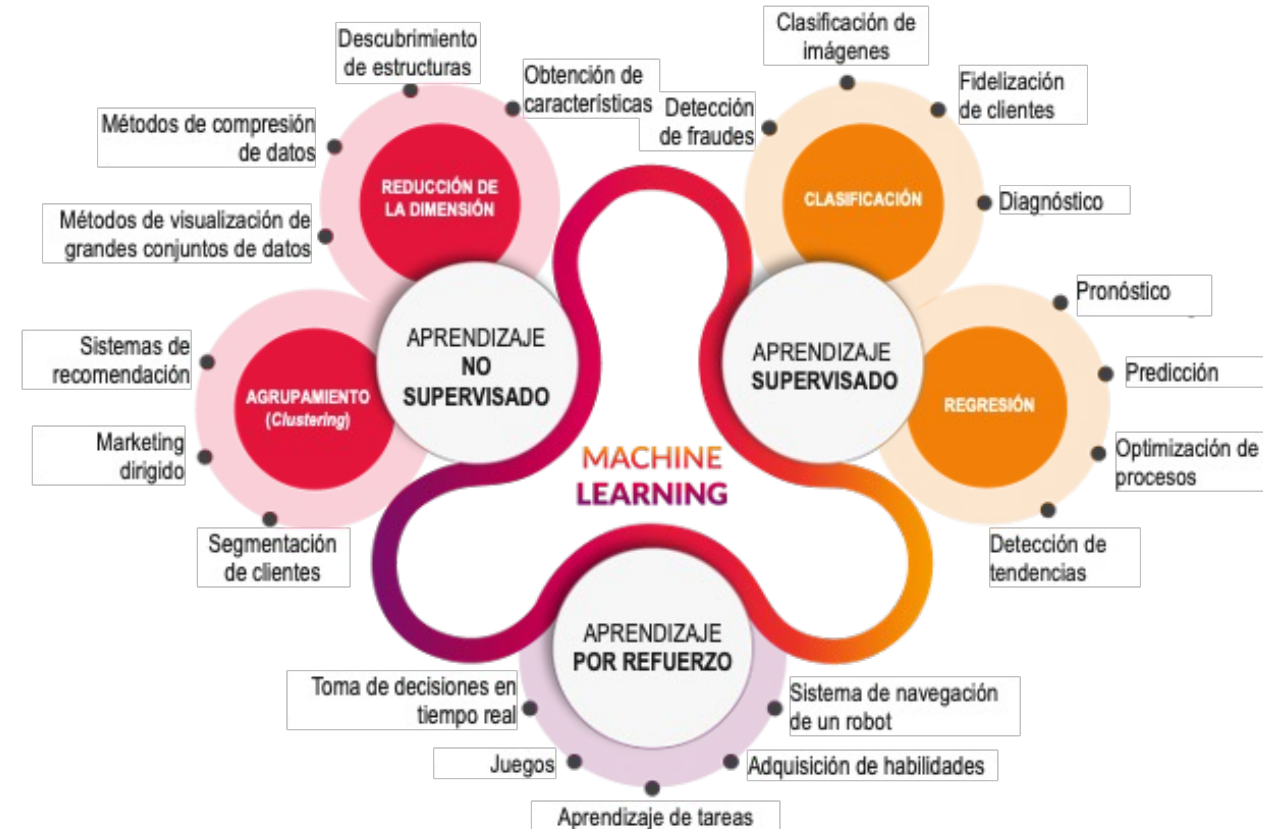 Descubrimiento
de estructuras
Obtención de
características
Métodos de compresión
de datos
Métodos de visualización de
grandes conjuntos de datos
REDUCCIÓN DE
LA DIMENSIÓN
Sistemas de
recomendación
Marketing
dirigido
Segmentación
de clientes
AGRUPAMIENTO
(Clustering)
APRENDIZAJE
NO
SUPERVISADO
Clasificación de
imágenes
Detección
de fraudes
Fidelización
de clientes
Diagnóstico
CLASIFICACIÓN
APRENDIZAJE
SUPERVISADO
Pronóstico
Predicción
Optimización de
procesos
Detección de
tendencias
REGRESIÓN
MACHINE
LEARNING
APRENDIZAJE
POR REFUERZO
Toma de decisiones en
tiempo real
Juegos
Aprendizaje de tareas
Adquisición de habilidades
Sistema de navegación
de un robot